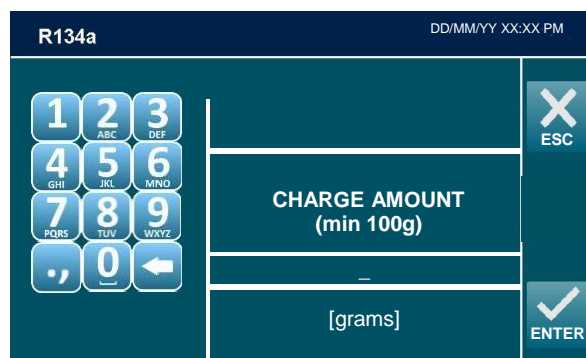 R134a
DD/MM/YY XX:XX PM
1 2 3
ABC DEF
4 5 6
GHI JKL MNO
7 8 9
PQRS TUV WXYZ
., 0
ESC
CHARGE AMOUNT
(min 100g)
_
[grams]
ENTER